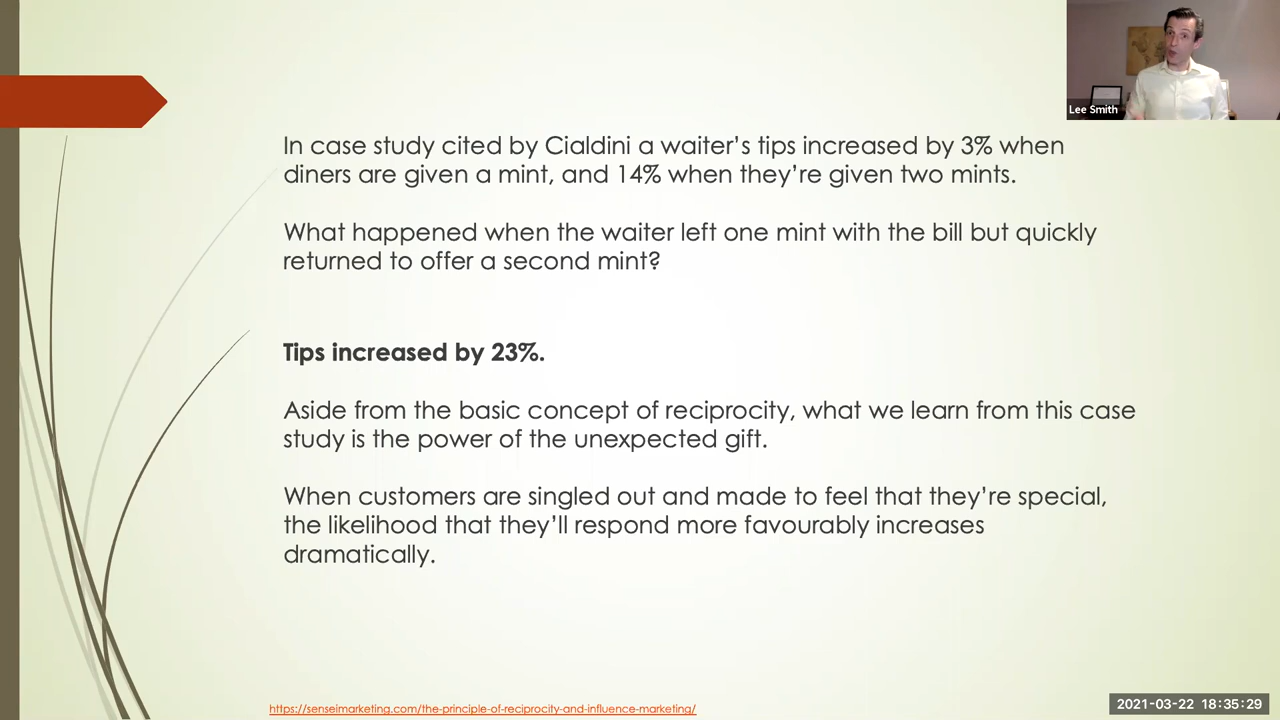 Lee Smith
In case study cited by Cialdini a waiter’s tips increased by 3% when
diners are given a mint, and 14% when they’re given two mints.
What happened when the waiter left one mint with the bill but quickly
returned to offer a second mint?
Tips increased by 23%.
Aside from the basic concept of reciprocity, what we learn from this case
study is the power of the unexpected gift.
When customers are singled out and made to feel that they’re special,
the likelihood that they’ll respond more favourably increases
dramatically.
https://senseimarketing.com/the-principle-of-reciprocity-and-influence-marketing/
2021-03-22 18:35:29